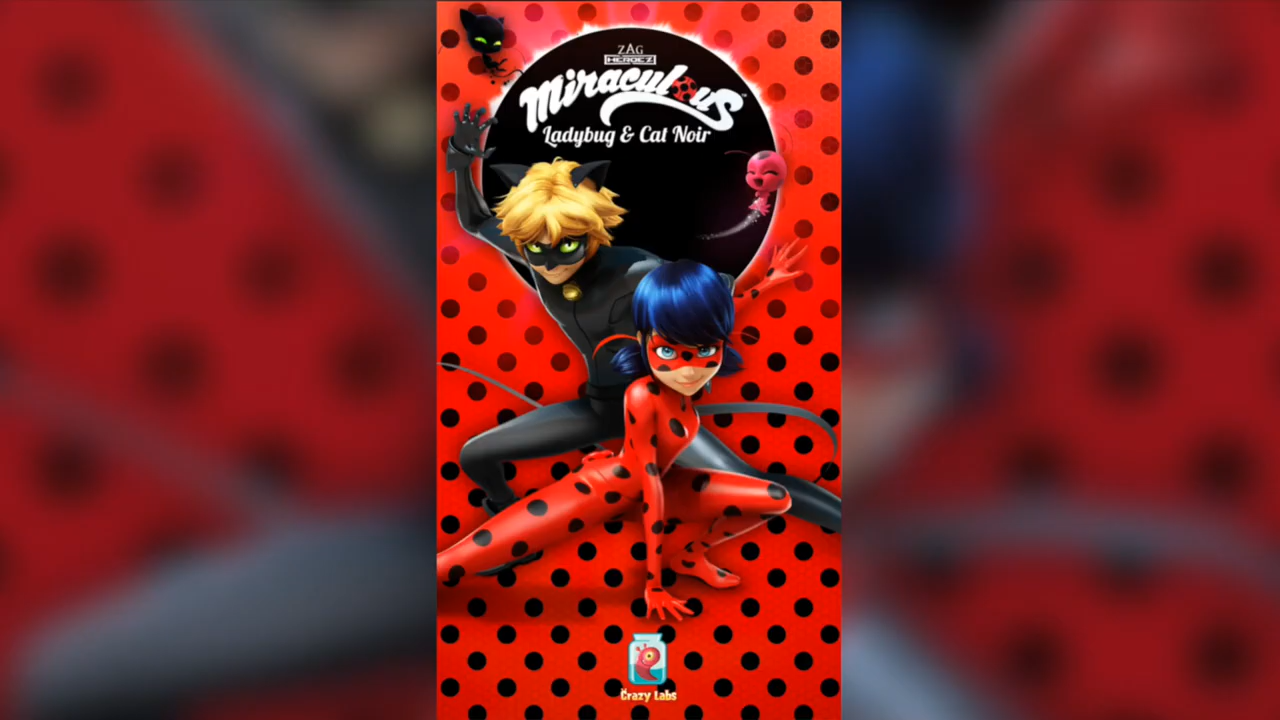 ZAG
HEROEZ
Miraculous
Ladybug & Cat Noir
Crazy Labs